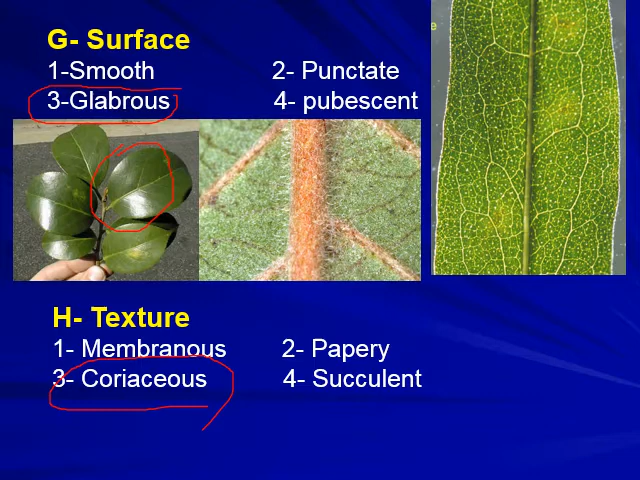 G- Surface
1-Smooth 2- Punctate
3-Glabrous 4- pubescent
H- Texture
1- Membranous 2- Papery
3- Coriaceous 4- Succulent